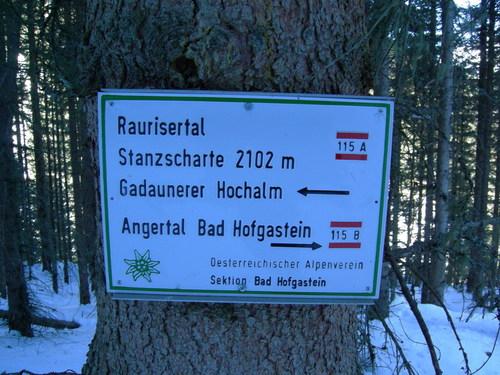 Raurisertal
Stanzscharte 2102 m
115 A
Gadaunerer Hochalm
Angertal Bad Hofgastein
115 B
Oesterreichischer Alpenverein
Sektion Bad Hofgastein